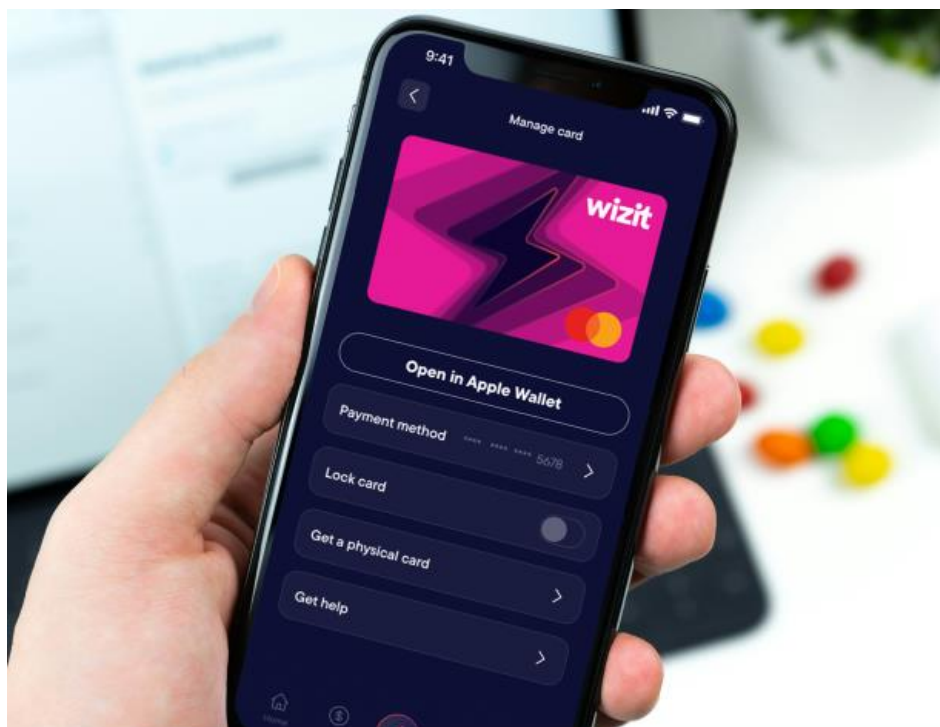 9:41
Manage card
wizit
Open in Apple Wallet
Payment method **** **** **** 5678
Lock card
Get a physical card
Get help
Home